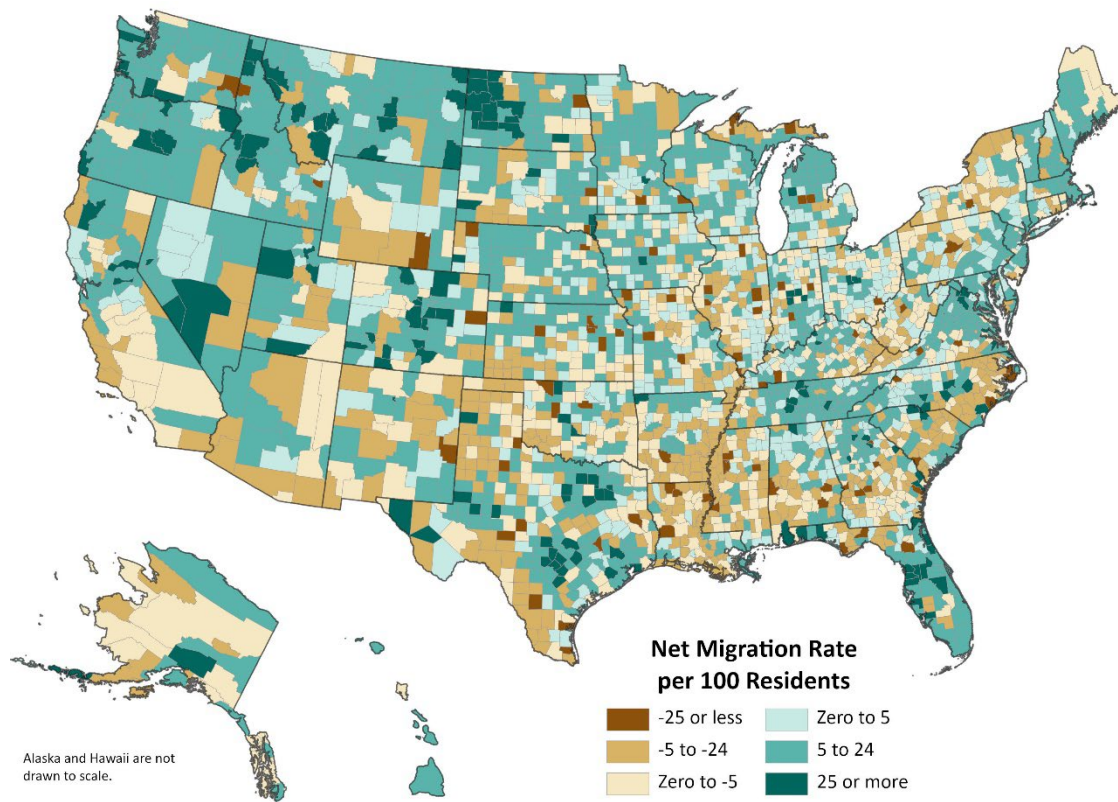 Net Migration Rate
per 100 Residents
-25 or less
Zero to 5
-5 to -24
5 to 24
Zero to -5
25 or more
Alaska and Hawaii are not
drawn to scale.